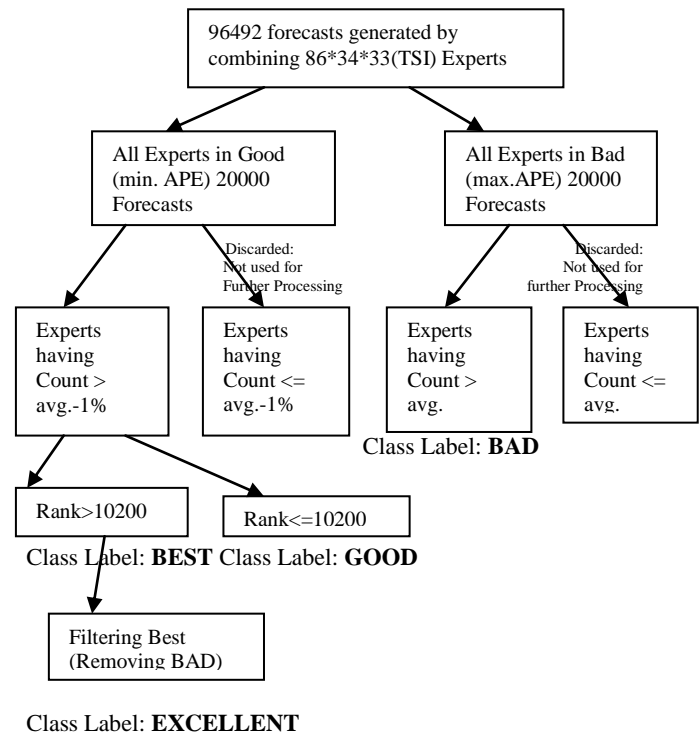 96492 forecasts generated by
combining 86*34*33(TSI) Experts
All Experts in Good
(min. APE) 20000
Forecasts
All Experts in Bad
(max.APE) 20000
Forecasts
Discarded:
Not used for
Further Processing
Discarded:
Not used for
further Processing
Experts
having
Count >
avg.-1%
Experts
having
Count <=
avg.-1%
Experts
having
Count >
avg.
Experts
having
Count <=
avg.
Class Label: BAD
Rank>10200
Rank<=10200
Class Label: BEST Class Label: GOOD
Filtering Best
(Removing BAD)
Class Label: EXCELLENT